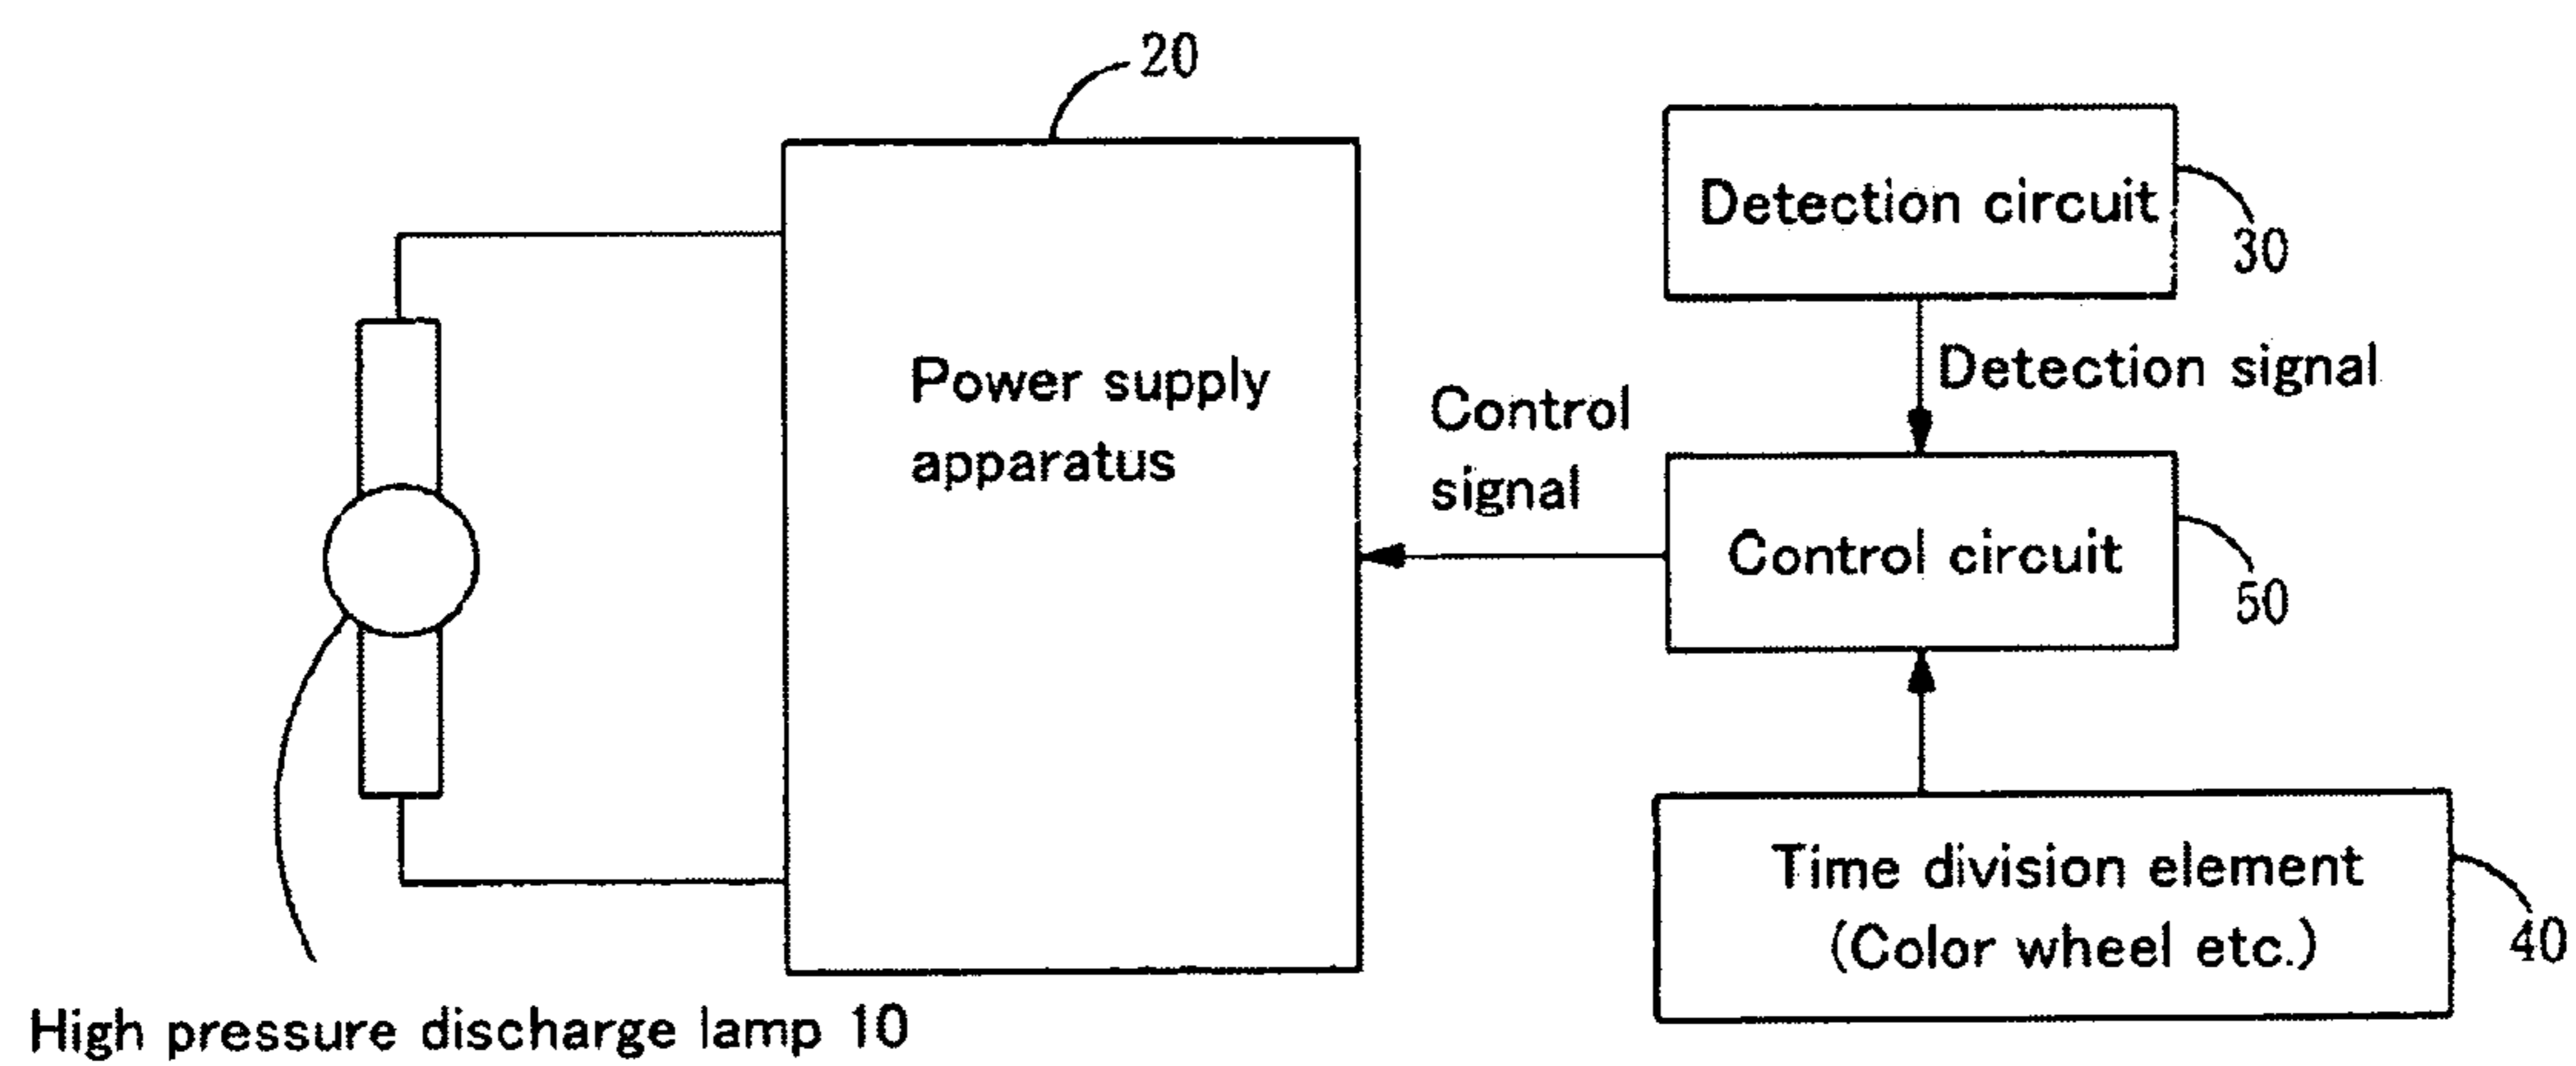 20
Power supply
apparatus
Detection circuit
30
Detection signal
Control
signal
Control circuit
50
Time division element
(Color wheel etc.)
40
High pressure discharge lamp 10